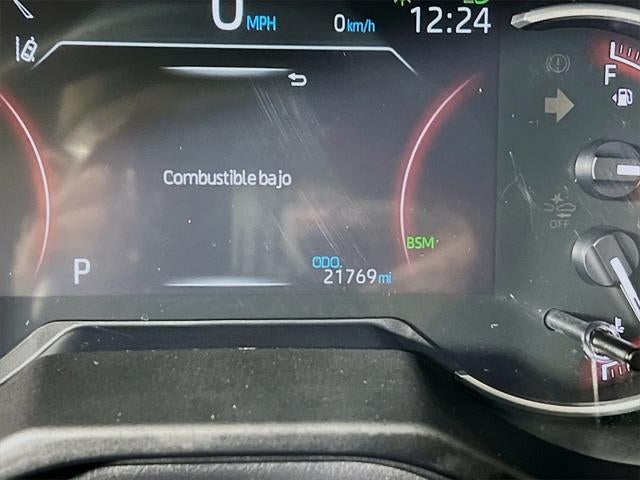 0 MPH 0 km/h 12:24
F
Combustible bajo
OFF
BSM
P
ODO.
21769 mi